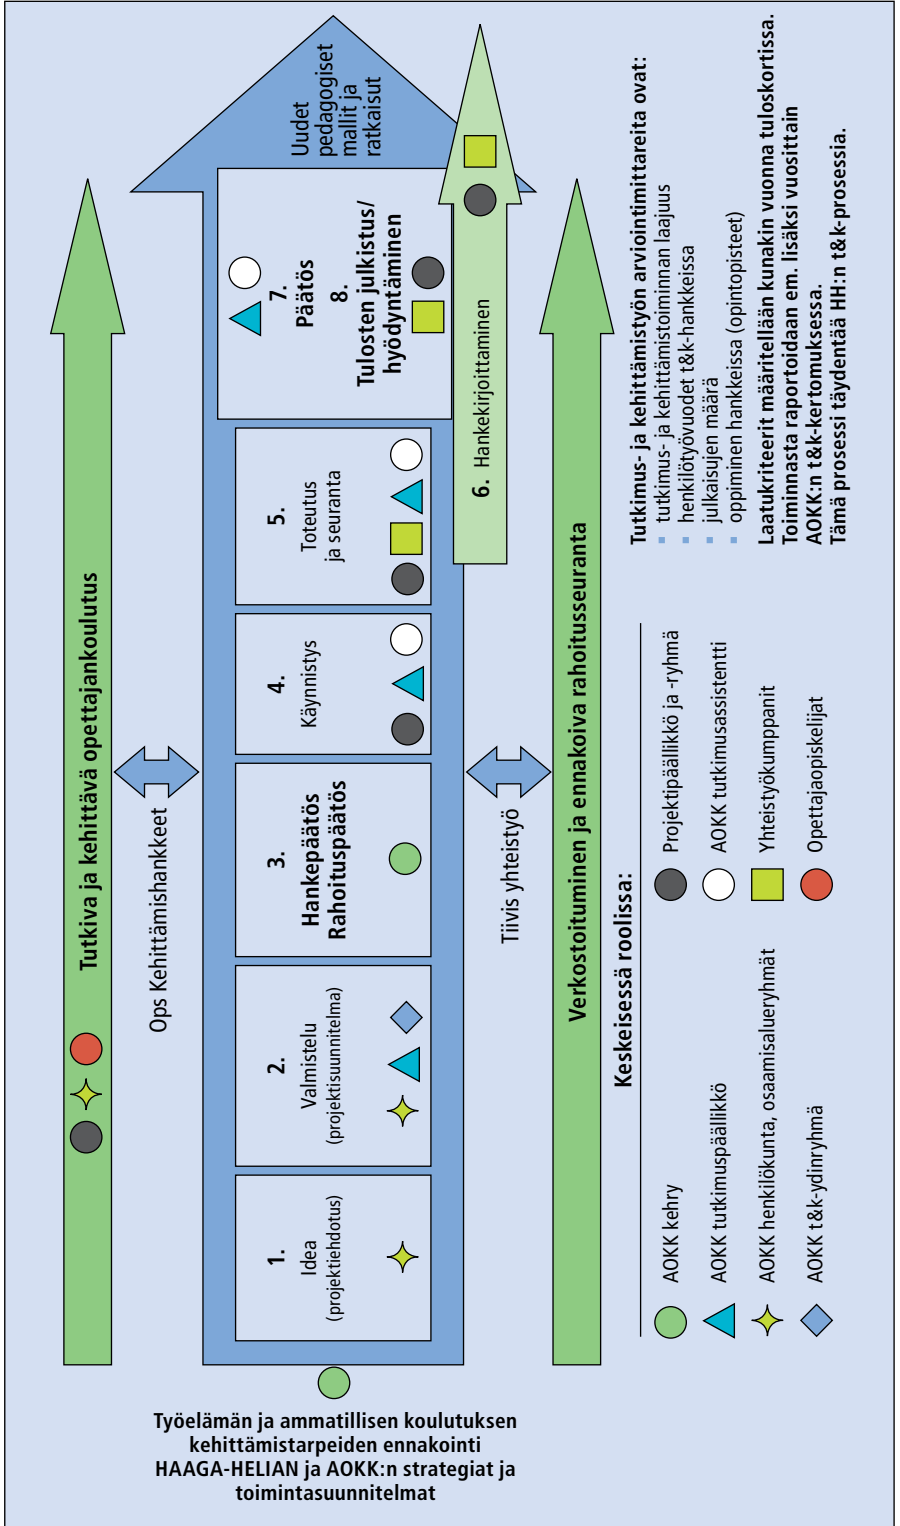 Tutkiva ja kehittävä opettajankoulutus
Ops Kehittämishankkeet
Työelämän ja ammatillisen koulutuksen
kehittämistarpeiden ennakointi
HAAGA-HELIAN ja AOKK:n strategiat ja
toimintasuunnitelmat
1.
Idea
(projektiehdotus)
2.
Valmistelu
(projektisuunnitelma)
3.
Hankepäätös
Rahoituspäätös
4.
Käynnistys
5.
Toteutus
ja seuranta
7.
Päätös
8.
Tulosten julkistus/
hyödyntäminen
Uudet
pedagogiset
mallit ja
ratkaisut
6. Hankekirjoittaminen
Tiivis yhteistyö
Verkostoituminen ja ennakoiva rahoitusseuranta
Keskeisessä roolissa:
AOKK kehry
AOKK tutkimuspäällikkö
AOKK henkilökunta, osaamisalueryhmät
AOKK t&k-ydinryhmä
Projektipäällikkö ja -ryhmä
AOKK tutkimusassistentti
Yhteistyökumppanit
Opettajaopiskelijat
Tutkimus- ja kehittämistyön arviointimittareita ovat:
▪ tutkimus- ja kehittämistoiminnan laajuus
▪ henkilötyövuodet t&k-hankkeissa
▪ julkaisujen määrä
▪ oppiminen hankkeissa (opintopisteet)
Laatukriteerit määritellään kunakin vuonna tuloskortissa.
Toiminnasta raportoidaan em. lisäksi vuosittain
AOKK:n t&k-kertomuksessa.
Tämä prosessi täydentää HH:n t&k-prosessia.